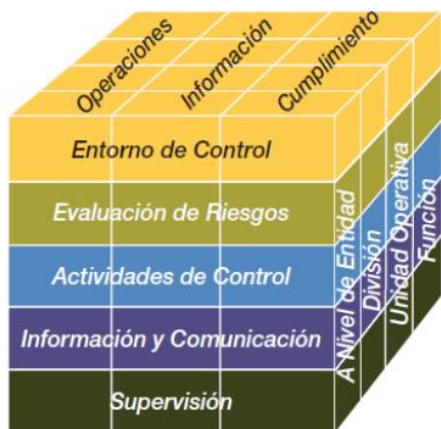 Operaciones
Información
Cumplimiento
Entorno de Control
Evaluación de Riesgos
Actividades de Control
Información y Comunicación
Supervisión
A Nivel de Entidad
División
Unidad Operativa
Función